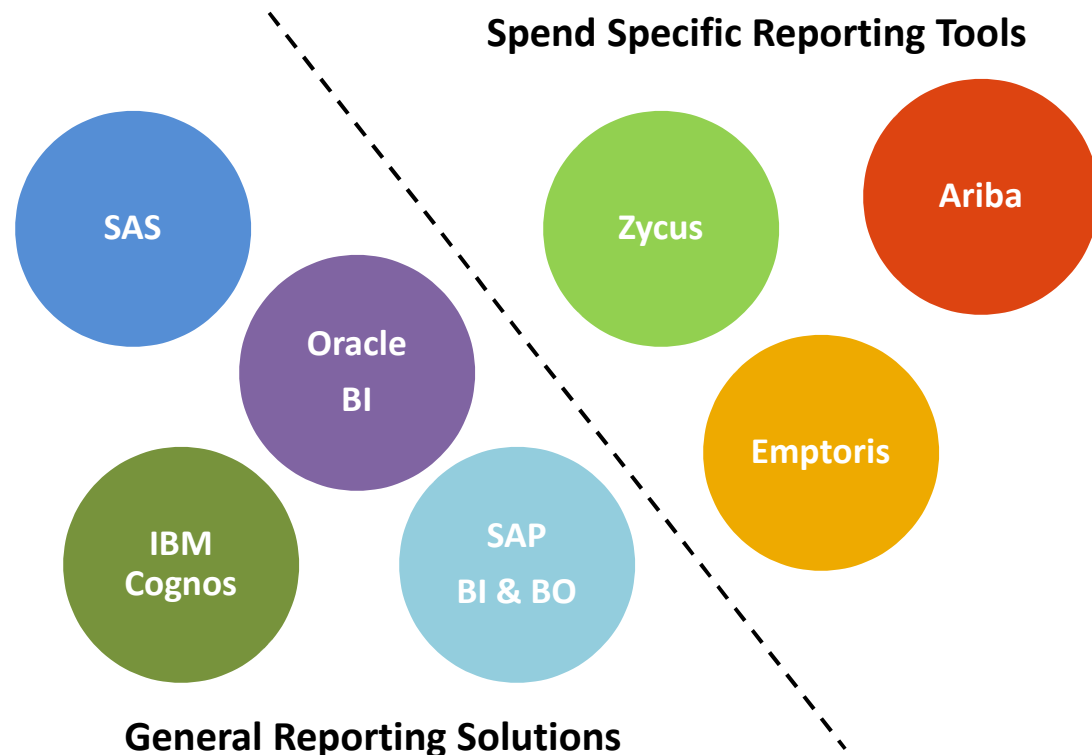 Spend Specific Reporting Tools
SAS
Zycus
Ariba
Oracle
BI
Emptoris
IBM
Cognos
SAP
BI & BO
General Reporting Solutions